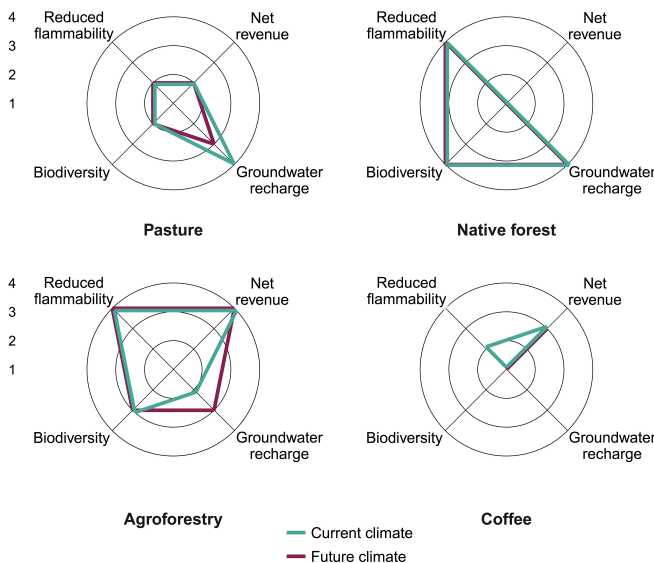 4
3
2
1
Reduced
flammability
Net
revenue
Biodiversity
Groundwater
recharge
Pasture
Reduced
flammability
Net
revenue
Biodiversity
Groundwater
recharge
Native forest
4
3
2
1
Reduced
flammability
Net
revenue
Biodiversity
Groundwater
recharge
Agroforestry
Reduced
flammability
Net
revenue
Biodiversity
Groundwater
recharge
Coffee
Current climate
Future climate